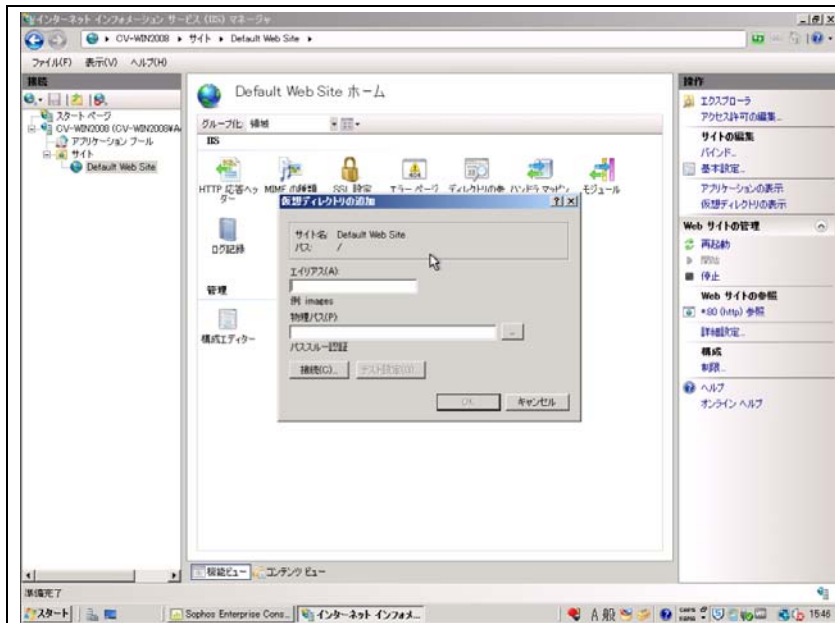 インターネット インフォメーション サービス (IIS) マネージャ
CV-WIN2008 サイト Default Web Site
ファイル(F) 表示(V) ヘルプ(H)
接続
スタート ページ
CV-WIN2008 (CV-WIN2008¥A
アプリケーション プール
サイト
Default Web Site
Default Web Site ホーム
グループ化: 領域
IIS
HTTP 応答ヘッダー
MIME の種類
SSL 設定
エラー ページ
ディレクトリの参
ハンドラ マッピン
モジュール
ログ記録
管理
構成エディター
仮想ディレクトリの追加
サイト名: Default Web Site
パス: /
エイリアス(A):
例: images
物理パス(P):
...
パススルー認証
接続(C)...
テスト設定(G)...
OK
キャンセル
機能ビュー
コンテンツ ビュー
操作
エクスプローラ
アクセス許可の編集...
サイトの編集
バインド...
基本設定...
アプリケーションの表示
仮想ディレクトリの表示
Web サイトの管理
再起動
開始
停止
Web サイトの参照
*:80 (http) 参照
詳細設定...
構成
制限...
ヘルプ
オンライン ヘルプ
準備完了
スタート
Sophos Enterprise Cons...
インターネット インフォメ...
A 般
CAPS
KANA
15:46